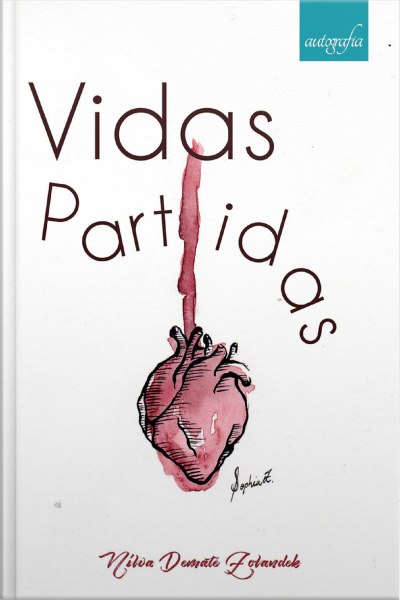 autografia
Vidas
Partidas
Sophia Z.
Nilva Demate Zolandek